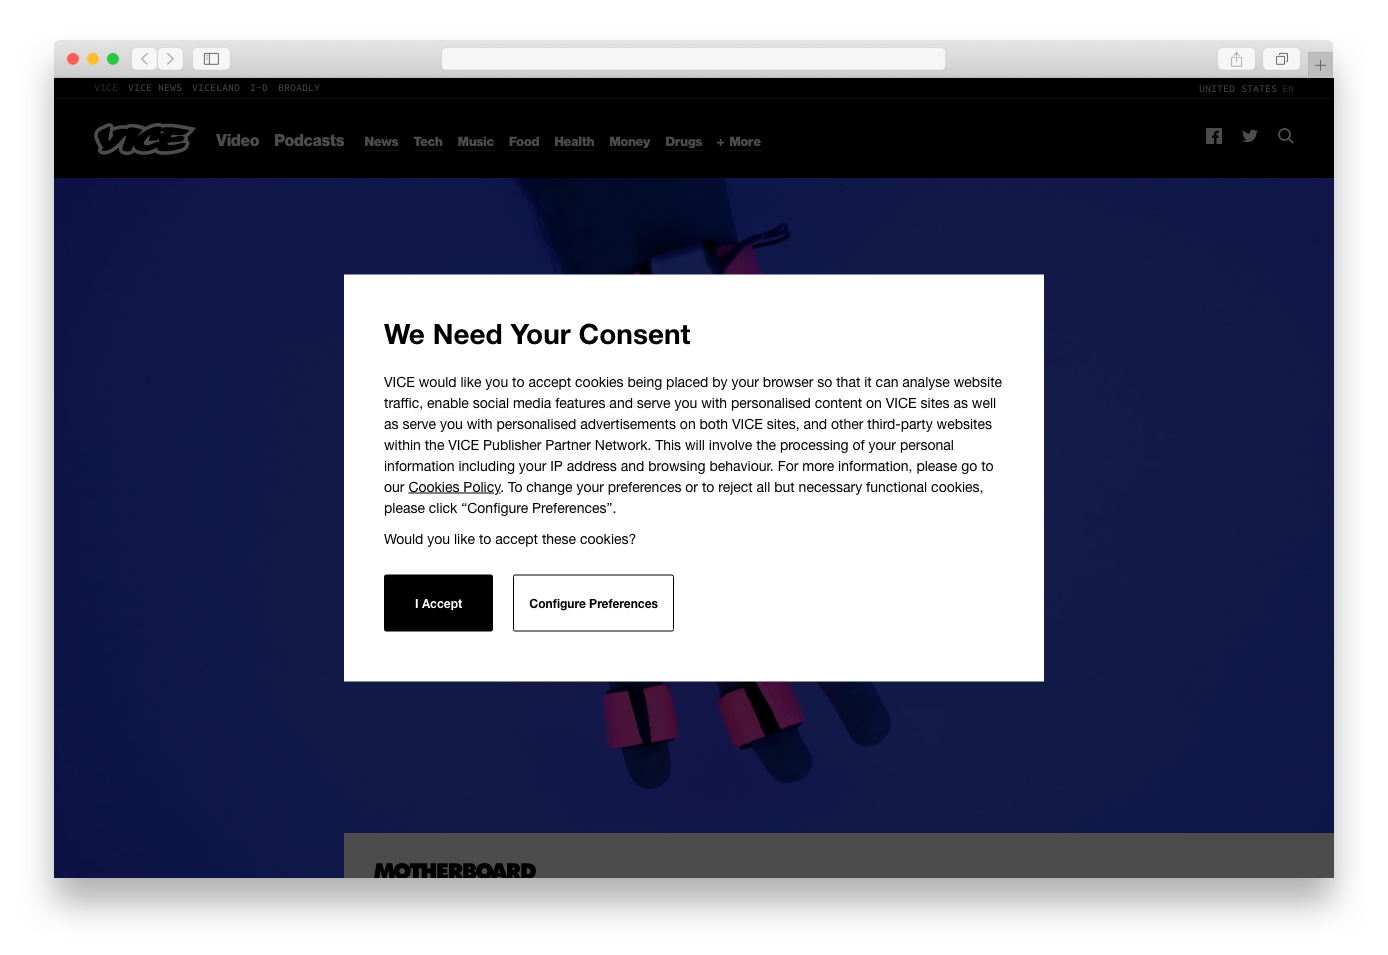 VICE VICE NEWS VICELAND I-D BROADLY
UNITED STATES EN
VICE Video Podcasts News Tech Music Food Health Money Drugs + More
We Need Your Consent
VICE would like you to accept cookies being placed by your browser so that it can analyse website
traffic, enable social media features and serve you with personalised content on VICE sites as well
as serve you with personalised advertisements on both VICE sites, and other third-party websites
within the VICE Publisher Partner Network. This will involve the processing of your personal
information including your IP address and browsing behaviour. For more information, please go to
our Cookies Policy. To change your preferences or to reject all but necessary functional cookies,
please click “Configure Preferences”.
Would you like to accept these cookies?
I Accept
Configure Preferences
MOTHERBOARD